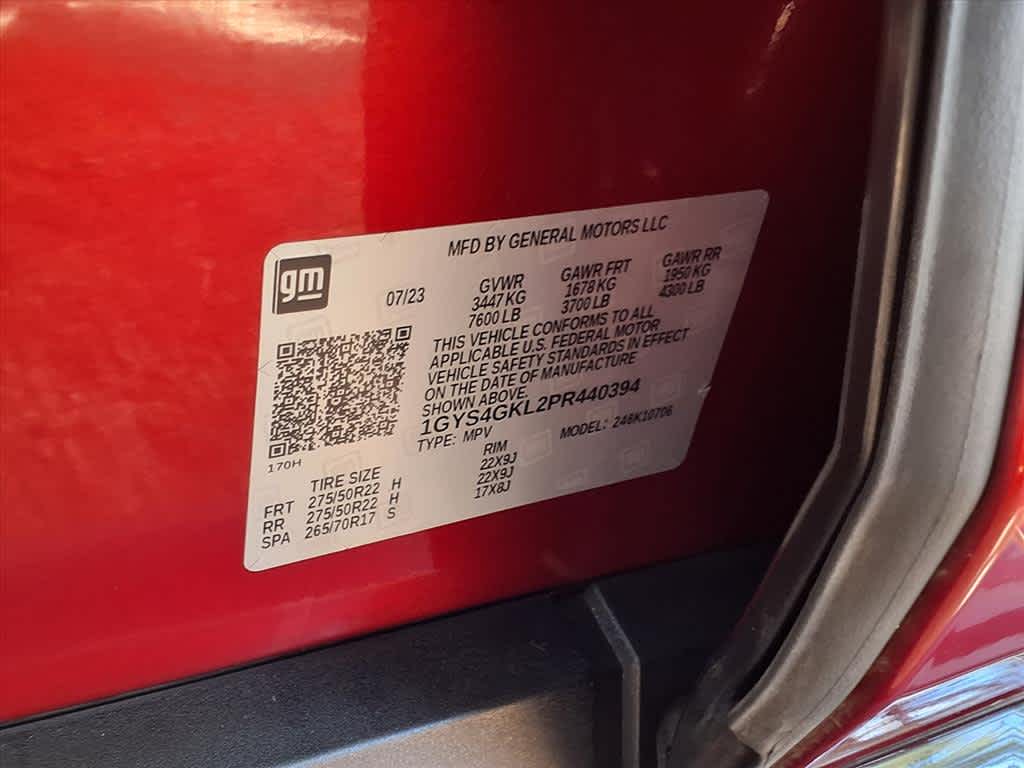 MFD BY GENERAL MOTORS LLC
gm
07/23
GVWR GAWR FRT GAWR RR
3447 KG 1678 KG 1950 KG
7600 LB 3700 LB 4300 LB
THIS VEHICLE CONFORMS TO ALL
APPLICABLE U.S. FEDERAL MOTOR
VEHICLE SAFETY STANDARDS IN EFFECT
ON THE DATE OF MANUFACTURE
SHOWN ABOVE.
1GYS4GKL2PR440394
TYPE: MPV MODEL: 246K10706
170H
TIRE SIZE RIM
FRT 275/50R22 H 22X9J
RR 275/50R22 H 22X9J
SPA 265/70R17 S 17X8J